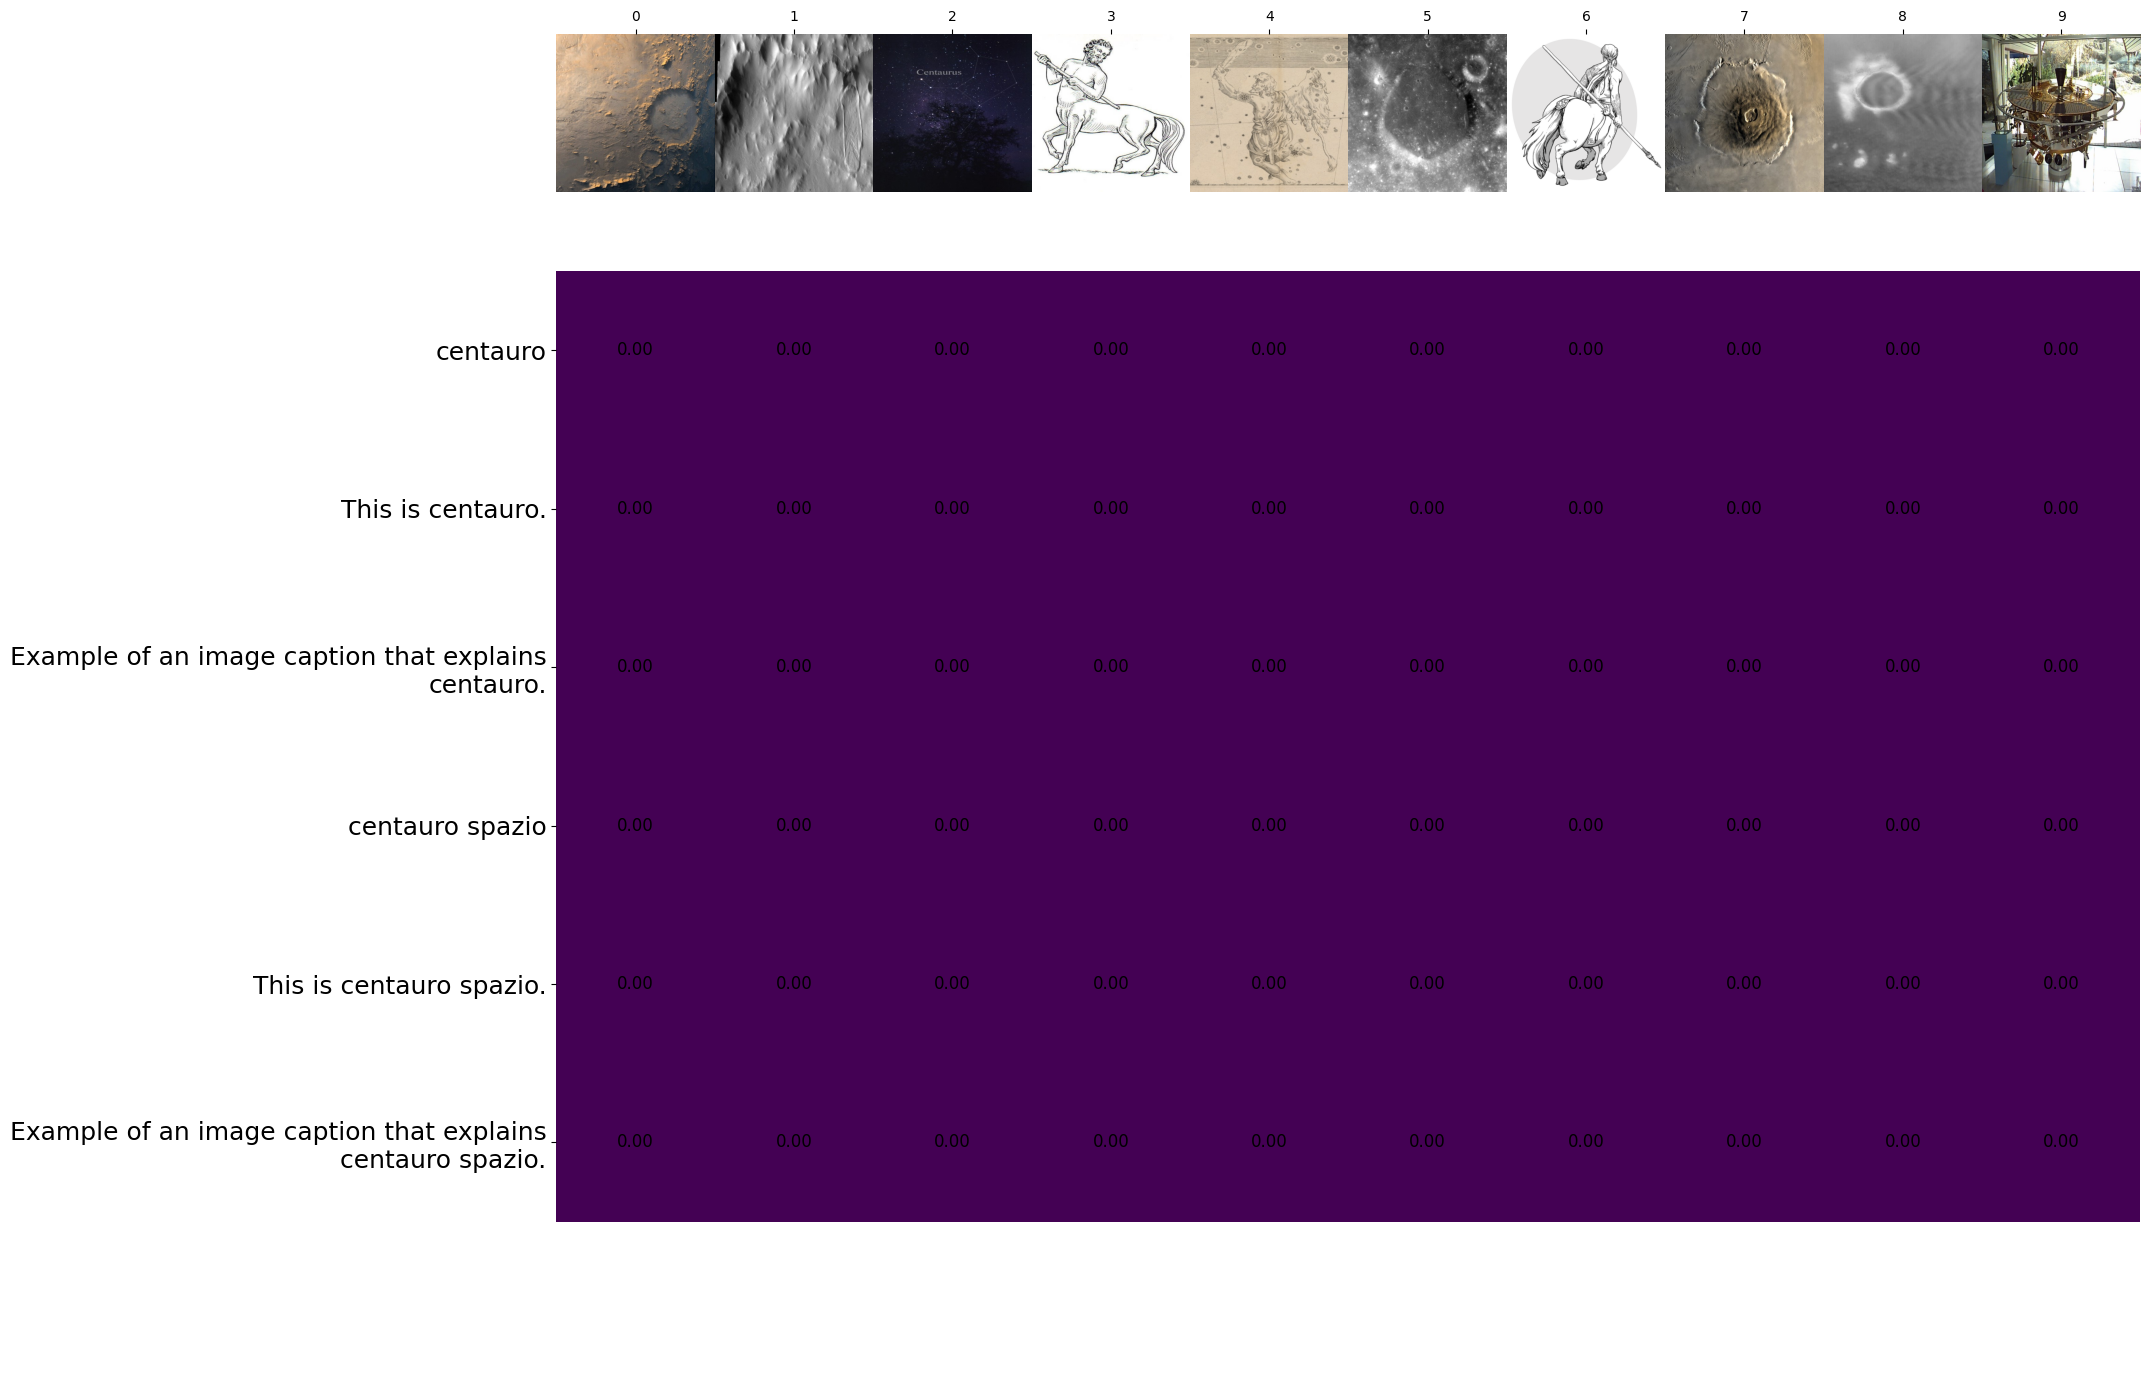 0 1 2 3 4 5 6 7 8 9
Centaurus
centauro 0.00 0.00 0.00 0.00 0.00 0.00 0.00 0.00 0.00 0.00
This is centauro. 0.00 0.00 0.00 0.00 0.00 0.00 0.00 0.00 0.00 0.00
Example of an image caption that explains
centauro. 0.00 0.00 0.00 0.00 0.00 0.00 0.00 0.00 0.00 0.00
centauro spazio 0.00 0.00 0.00 0.00 0.00 0.00 0.00 0.00 0.00 0.00
This is centauro spazio. 0.00 0.00 0.00 0.00 0.00 0.00 0.00 0.00 0.00 0.00
Example of an image caption that explains
centauro spazio. 0.00 0.00 0.00 0.00 0.00 0.00 0.00 0.00 0.00 0.00